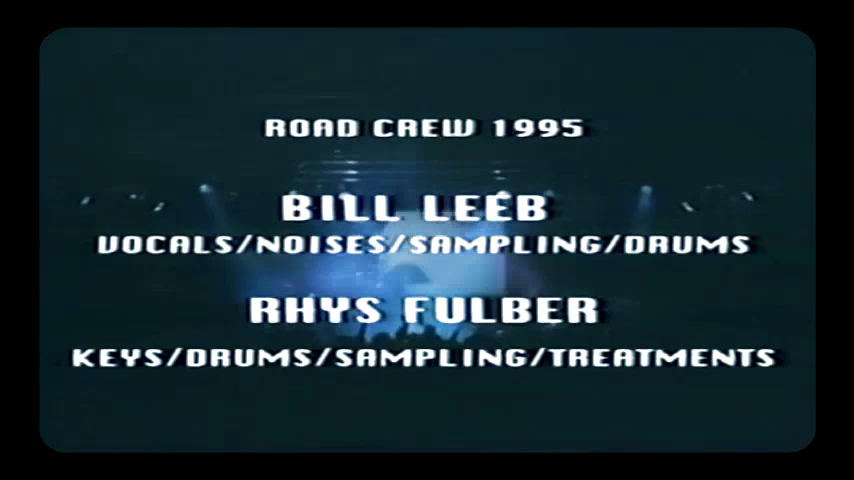 ROAD CREW 1995
BILL LEEB
VOCALS/NOISES/SAMPLING/DRUMS
RHYS FULBER
KEYS/DRUMS/SAMPLING/TREATMENTS